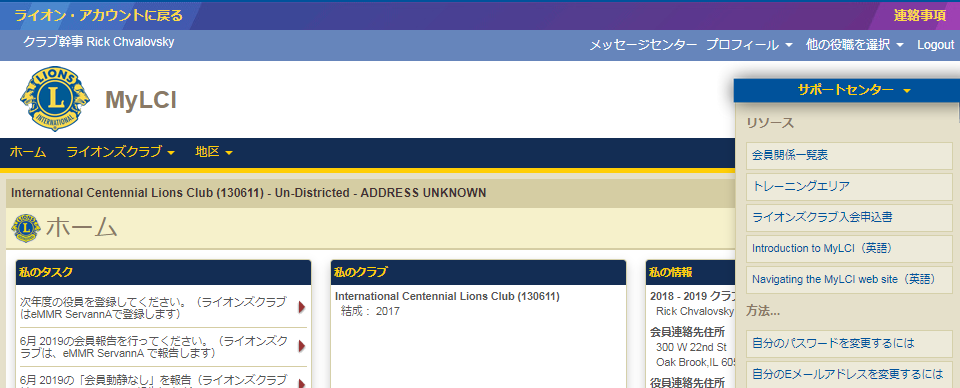 ライオン・アカウントに戻る
連絡事項
クラブ幹事 Rick Chvalovsky
メッセージセンター プロフィール 他の役職を選択 Logout
LIONS
L
INTERNATIONAL
MyLCI
サポートセンター
リソース
会員関係一覧表
トレーニングエリア
ライオンズクラブ入会申込書
Introduction to MyLCI（英語）
Navigating the MyLCI web site（英語）
方法...
自分のパスワードを変更するには
自分のEメールアドレスを変更するには
ホーム ライオンズクラブ 地区
International Centennial Lions Club (130611) - Un-Districted - ADDRESS UNKNOWN
ホーム
私のタスク
次年度の役員を登録してください。（ライオンズクラブ
はeMMR ServannAで登録します）
6月 2019の会員報告を行ってください。（ライオンズク
ラブは、eMMR ServannA で報告します）
6月 2019の「会員動静なし」を報告（ライオンズクラブ
私のクラブ
International Centennial Lions Club (130611)
結成： 2017
私の情報
2018 - 2019 クラブ
Rick Chvalovsky
会員連絡先住所
300 W 22nd St
Oak Brook,IL 605
役員連絡先住所